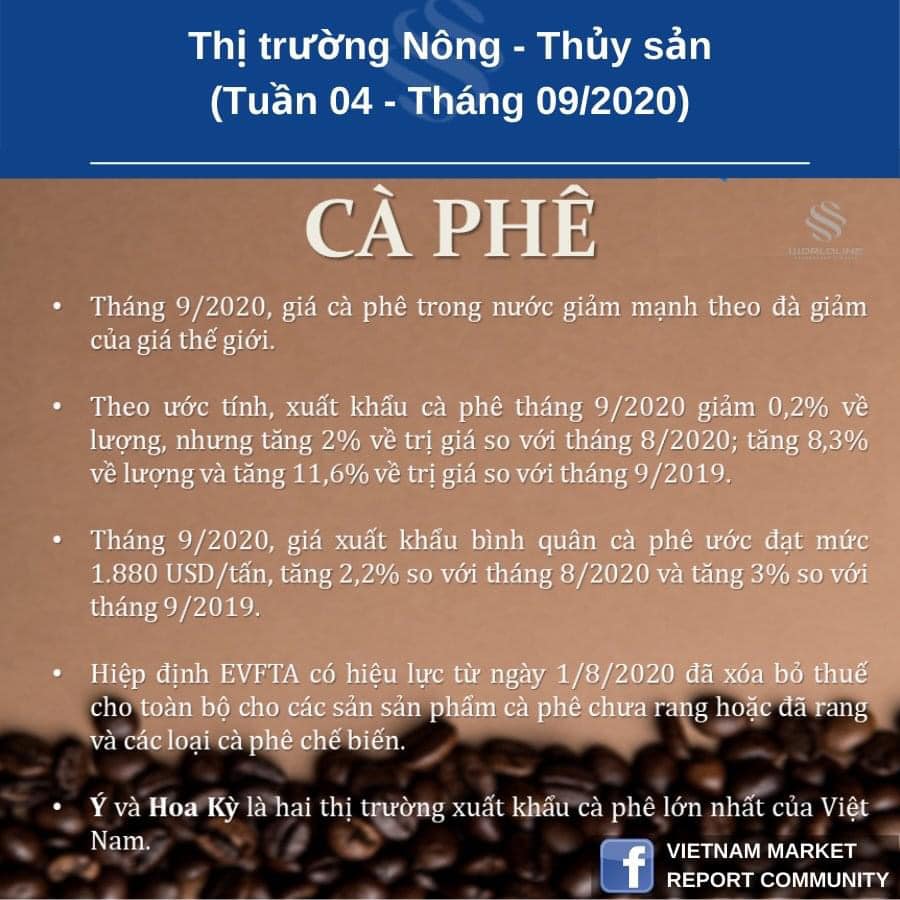 Thị trường Nông - Thủy sản
(Tuần 04 - Tháng 09/2020)
CÀ PHÊ
WORLDLINE
• Tháng 9/2020, giá cà phê trong nước giảm mạnh theo đà giảm
của giá thế giới.
• Theo ước tính, xuất khẩu cà phê tháng 9/2020 giảm 0,2% về
lượng, nhưng tăng 2% về trị giá so với tháng 8/2020; tăng 8,3%
về lượng và tăng 11,6% về trị giá so với tháng 9/2019.
• Tháng 9/2020, giá xuất khẩu bình quân cà phê ước đạt mức
1.880 USD/tấn, tăng 2,2% so với tháng 8/2020 và tăng 3% so với
tháng 9/2019.
• Hiệp định EVFTA có hiệu lực từ ngày 1/8/2020 đã xóa bỏ thuế
cho toàn bộ cho các sản sản phẩm cà phê chưa rang hoặc đã rang
và các loại cà phê chế biến.
• Ý và Hoa Kỳ là hai thị trường xuất khẩu cà phê lớn nhất của Việt
Nam.
VIETNAM MARKET
REPORT COMMUNITY